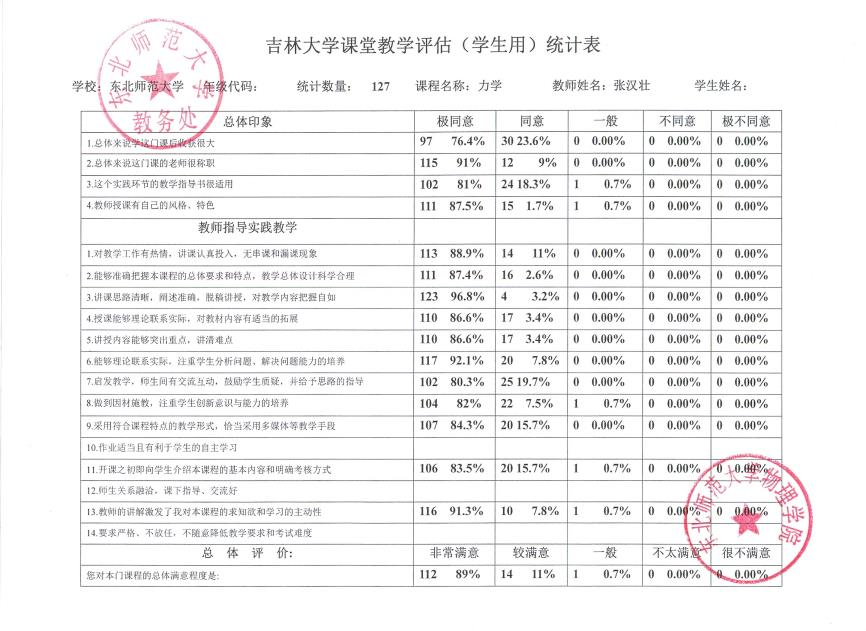 吉林大学课堂教学评估（学生用）统计表
学校：东北师范大学 年级代码： 统计数量： 127 课程名称：力学 教师姓名：张汉壮 学生姓名：
东北师范大学
教务处
总体印象 极同意 同意 一般 不同意 极不同意
1.总体来说学这门课后收获很大 97 76.4% 30 23.6% 0 0.00% 0 0.00% 0 0.00%
2.总体来说这门课的老师很称职 115 91% 12 9% 0 0.00% 0 0.00% 0 0.00%
3.这个实践环节的教学指导书很适用 102 81% 24 18.3% 1 0.7% 0 0.00% 0 0.00%
4.教师授课有自己的风格、特色 111 87.5% 15 1.7% 1 0.7% 0 0.00% 0 0.00%
教师指导实践教学
1.对教学工作有热情，讲课认真投入，无串课和漏课现象 113 88.9% 14 11% 0 0.00% 0 0.00% 0 0.00%
2.能够准确把握本课程的总体要求和特点，教学总体设计科学合理 111 87.4% 16 2.6% 0 0.00% 0 0.00% 0 0.00%
3.讲课思路清晰，阐述准确，脱稿讲授，对教学内容把握自如 123 96.8% 4 3.2% 0 0.00% 0 0.00% 0 0.00%
4.授课能够理论联系实际，对教材内容有适当的拓展 110 86.6% 17 3.4% 0 0.00% 0 0.00% 0 0.00%
5.讲授内容能够突出重点，讲清难点 110 86.6% 17 3.4% 0 0.00% 0 0.00% 0 0.00%
6.能够理论联系实际，注重学生分析问题、解决问题能力的培养 117 92.1% 20 7.8% 0 0.00% 0 0.00% 0 0.00%
7.启发教学，师生间有交流互动，鼓励学生质疑，并给予思路的指导 102 80.3% 25 19.7% 0 0.00% 0 0.00% 0 0.00%
8.做到因材施教，注重学生创新意识与能力的培养 104 82% 22 7.5% 1 0.7% 0 0.00% 0 0.00%
9.采用符合课程特点的教学形式，恰当采用多媒体等教学手段 107 84.3% 20 15.7% 0 0.00% 0 0.00% 0 0.00%
10.作业适当且有利于学生的自主学习
11.开课之初即向学生介绍本课程的基本内容和明确考核方式 106 83.5% 20 15.7% 1 0.7% 0 0.00% 0 0.00%
12.师生关系融洽，课下指导、交流好
13.教师的讲解激发了我对本课程的求知欲和学习的主动性 116 91.3% 10 7.8% 1 0.7% 0 0.00% 0 0.00%
14.要求严格、不放任，不随意降低教学要求和考试难度
总 体 评 价: 非常满意 较满意 一般 不太满意 很不满意
您对本门课程的总体满意程度是: 112 89% 14 11% 1 0.7% 0 0.00% 0 0.00%
东北师范大学物理学院